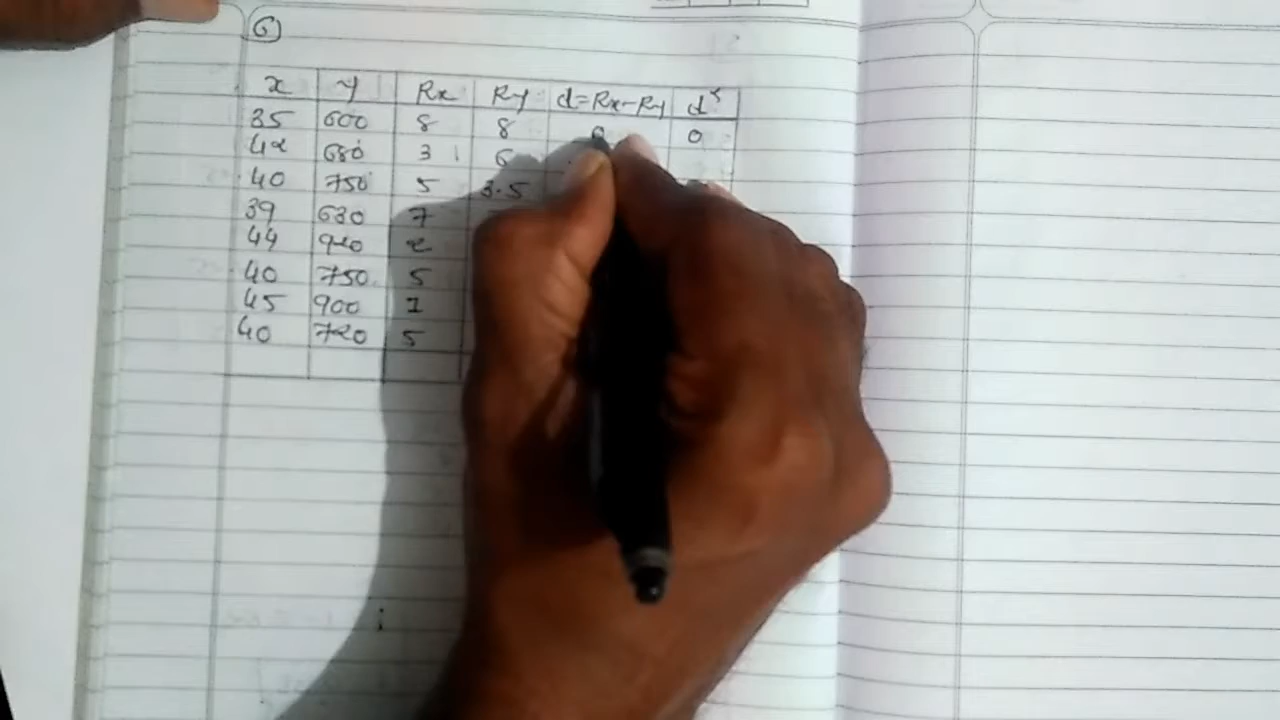 6
x y Rx Ry d=Rx-Ry d²
35 600 8 8 0 0
42 680 3 6
40 750 5 3.5
39 630 7
44 920 2
40 750 5
45 900 1
40 720 5